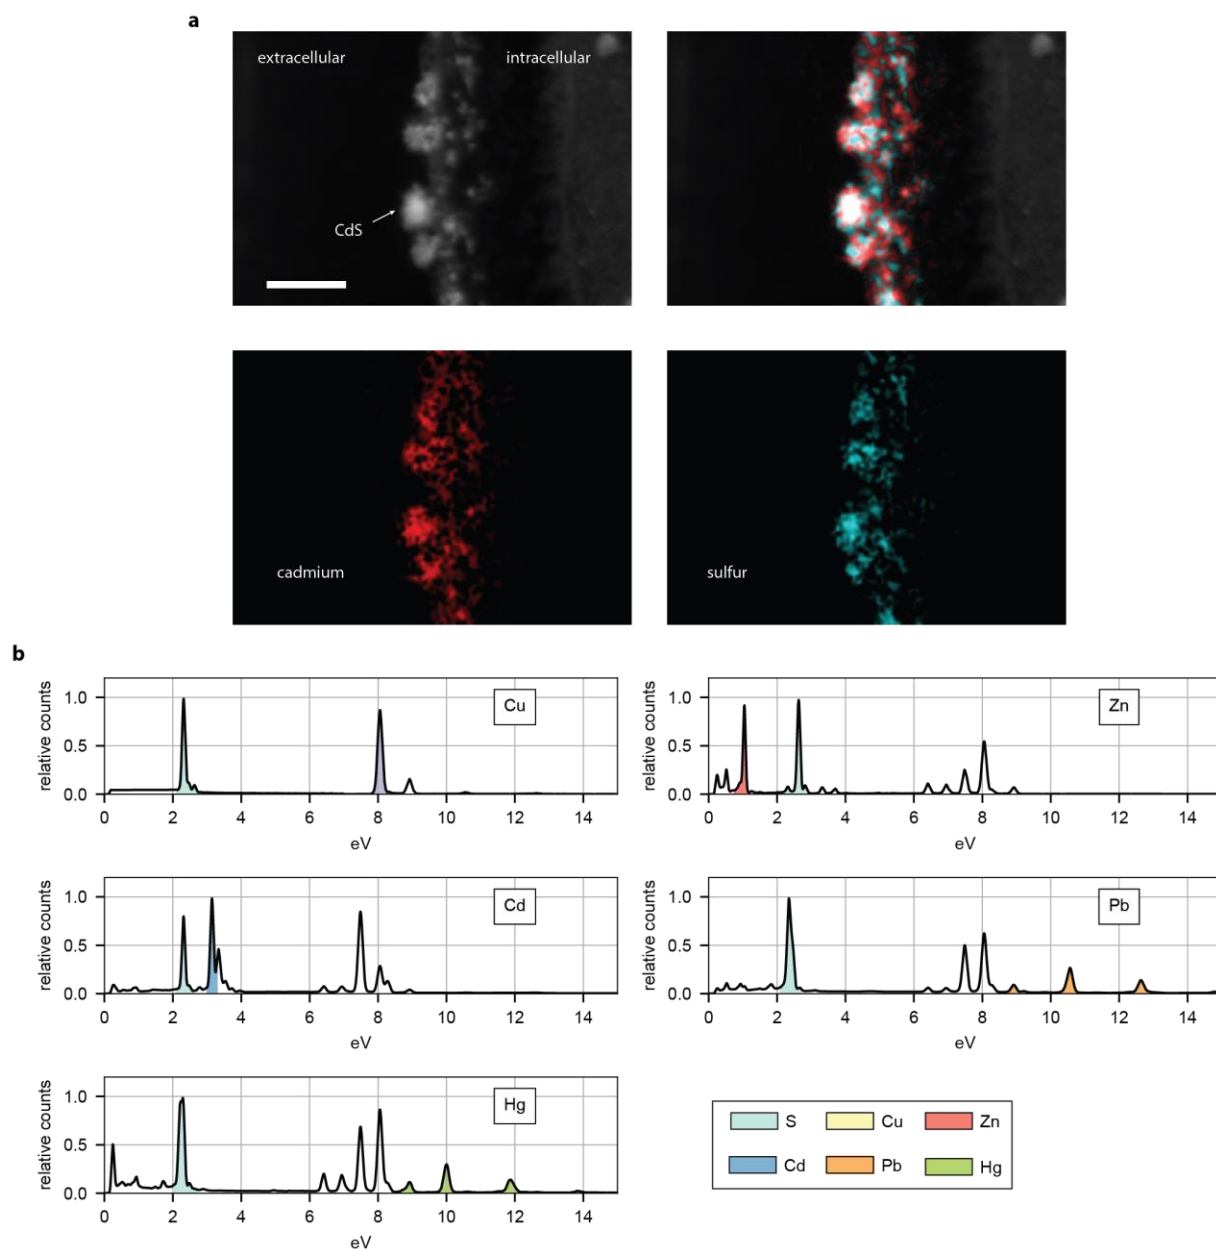 a
extracellular
intracellular
CdS
cadmium
sulfur
b
relative counts
1.0
0.5
0.0
Cu
0 2 4 6 8 10 12 14
eV
relative counts
1.0
0.5
0.0
Zn
0 2 4 6 8 10 12 14
eV
relative counts
1.0
0.5
0.0
Cd
0 2 4 6 8 10 12 14
eV
relative counts
1.0
0.5
0.0
Pb
0 2 4 6 8 10 12 14
eV
relative counts
1.0
0.5
0.0
Hg
0 2 4 6 8 10 12 14
eV
S Cu Zn
Cd Pb Hg